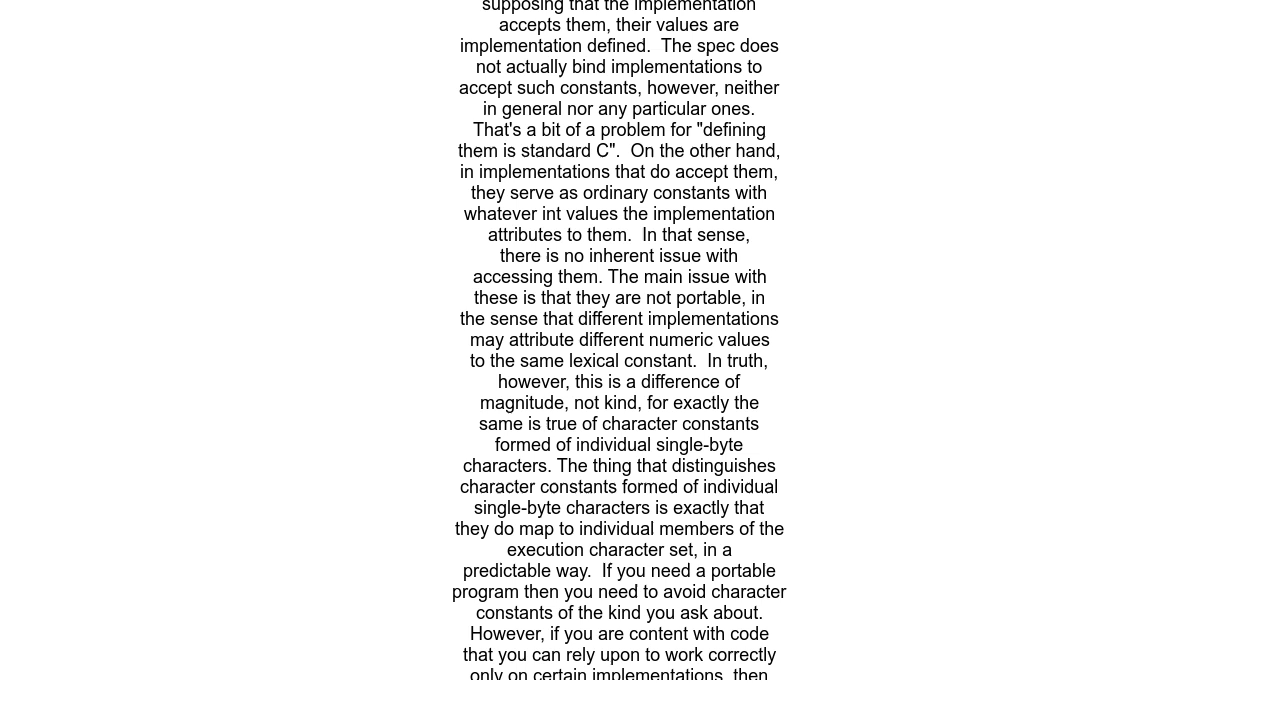 supposing that the implementation
accepts them, their values are
implementation defined.  The spec does
not actually bind implementations to
accept such constants, however, neither
in general nor any particular ones.
That's a bit of a problem for "defining
them is standard C".  On the other hand,
in implementations that do accept them,
they serve as ordinary constants with
whatever int values the implementation
attributes to them.  In that sense,
there is no inherent issue with
accessing them. The main issue with
these is that they are not portable, in
the sense that different implementations
may attribute different numeric values
to the same lexical constant.  In truth,
however, this is a difference of
magnitude, not kind, for exactly the
same is true of character constants
formed of individual single-byte
characters. The thing that distinguishes
character constants formed of individual
single-byte characters is exactly that
they do map to individual members of the
execution character set, in a
predictable way.  If you need a portable
program then you need to avoid character
constants of the kind you ask about.
However, if you are content with code
that you can rely upon to work correctly
only on certain implementations, then